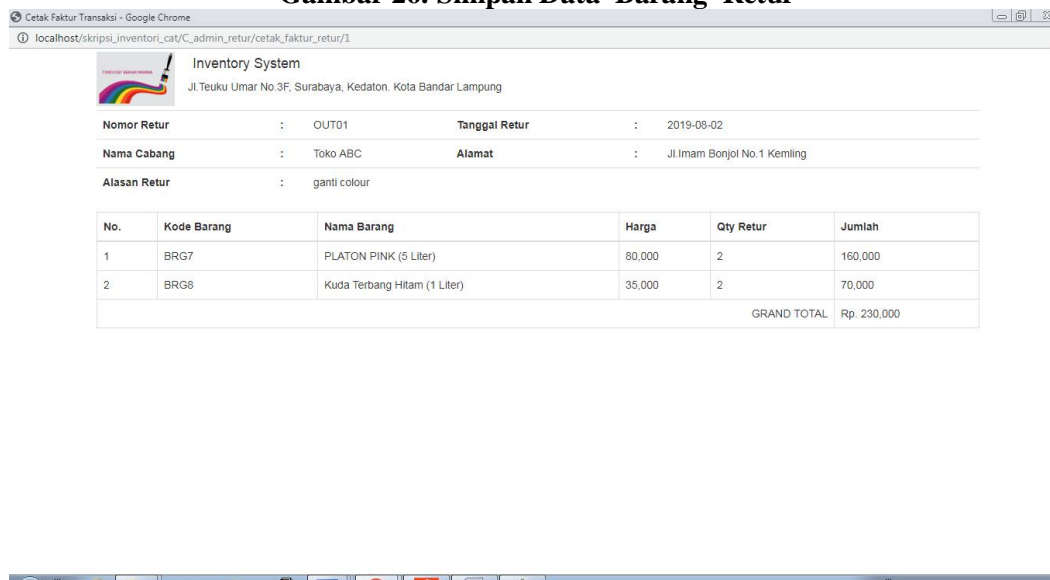 Gambar 26. Simpan Data Barang Retur
Cetak Faktur Transaksi - Google Chrome
localhost/skripsi_inventori_cat/C_admin_retur/cetak_faktur_retur/1
Inventory System
Jl.Teuku Umar No.3F, Surabaya, Kedaton. Kota Bandar Lampung
Nomor Retur : OUT01 Tanggal Retur : 2019-08-02
Nama Cabang : Toko ABC Alamat : Jl.Imam Bonjol No.1 Kemling
Alasan Retur : ganti colour
No. Kode Barang Nama Barang Harga Qty Retur Jumlah
1 BRG7 PLATON PINK (5 Liter) 80,000 2 160,000
2 BRG8 Kuda Terbang Hitam (1 Liter) 35,000 2 70,000
GRAND TOTAL Rp. 230,000